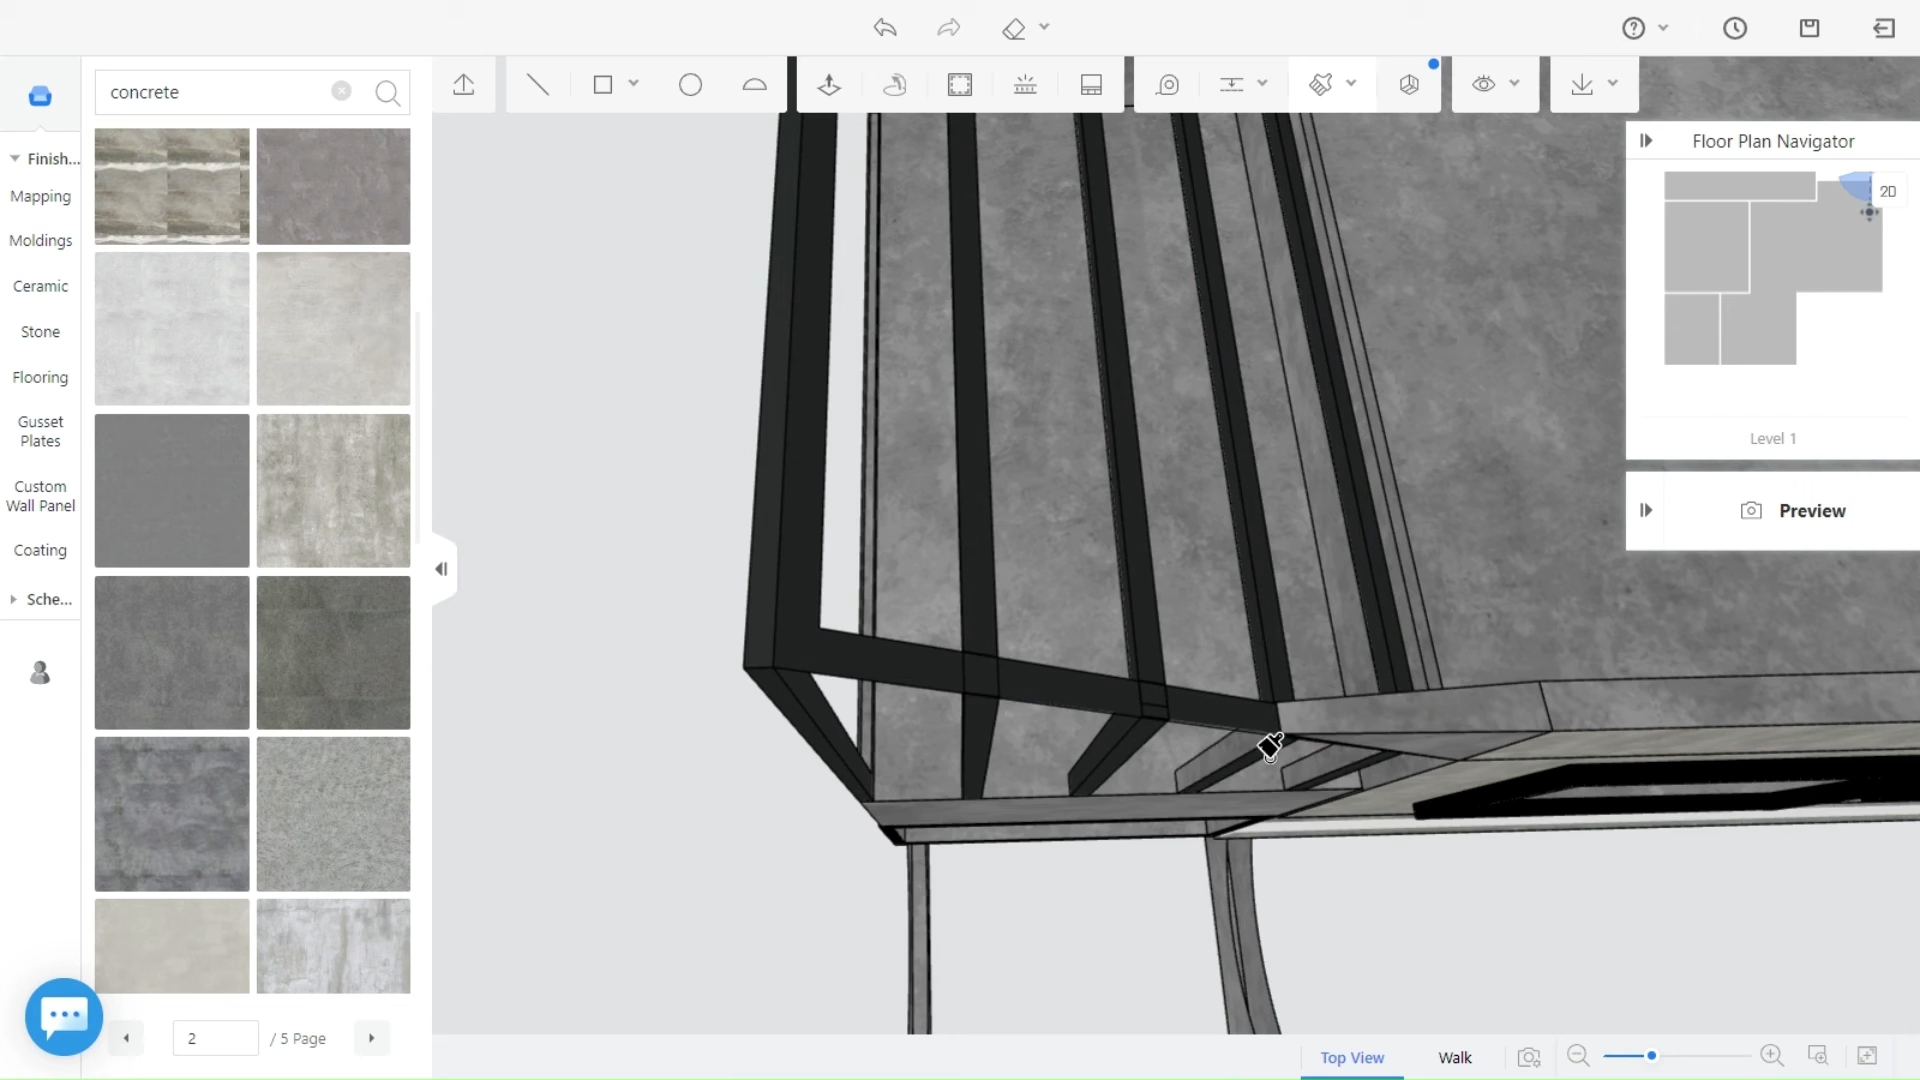 concrete
Finish...
Mapping
Moldings
Ceramic
Stone
Flooring
Gusset
Plates
Custom
Wall Panel
Coating
Sche...
2
/ 5 Page
Floor Plan Navigator
2D
Level 1
Preview
Top View
Walk